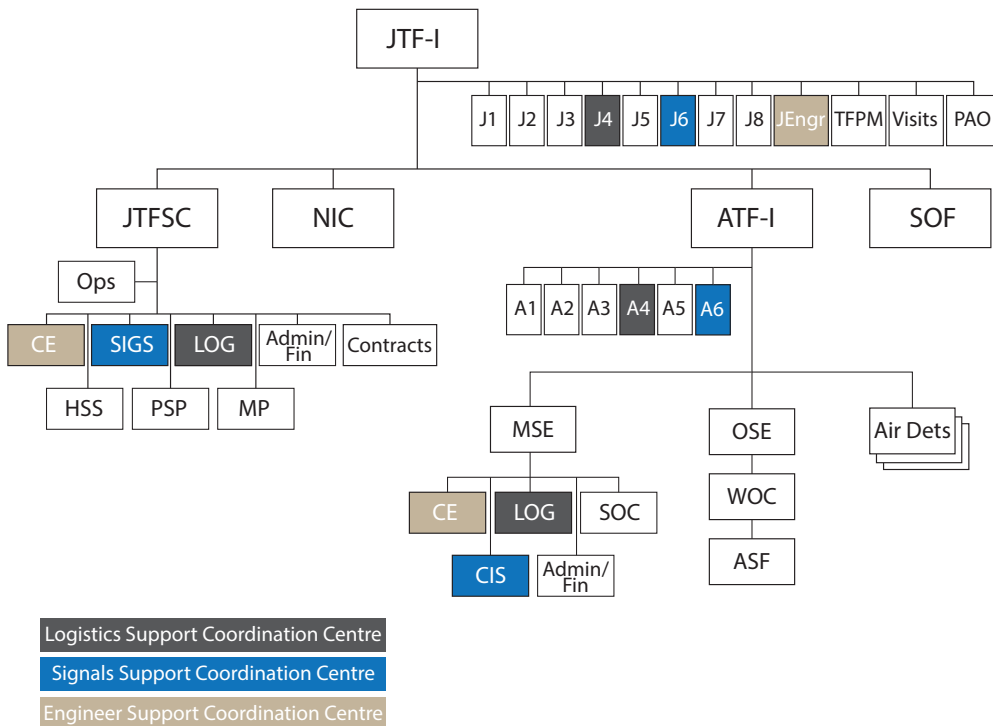 JTF-I
J1
J2
J3
J4
J5
J6
J7
J8
JEngr
TFPM
Visits
PAO
JTFSC
NIC
ATF-I
SOF
Ops
A1
A2
A3
A4
A5
A6
CE
SIGS
LOG
Admin/
Fin
Contracts
HSS
PSP
MP
MSE
OSE
Air Dets
CE
LOG
SOC
WOC
CIS
Admin/
Fin
ASF
Logistics Support Coordination Centre
Signals Support Coordination Centre
Engineer Support Coordination Centre